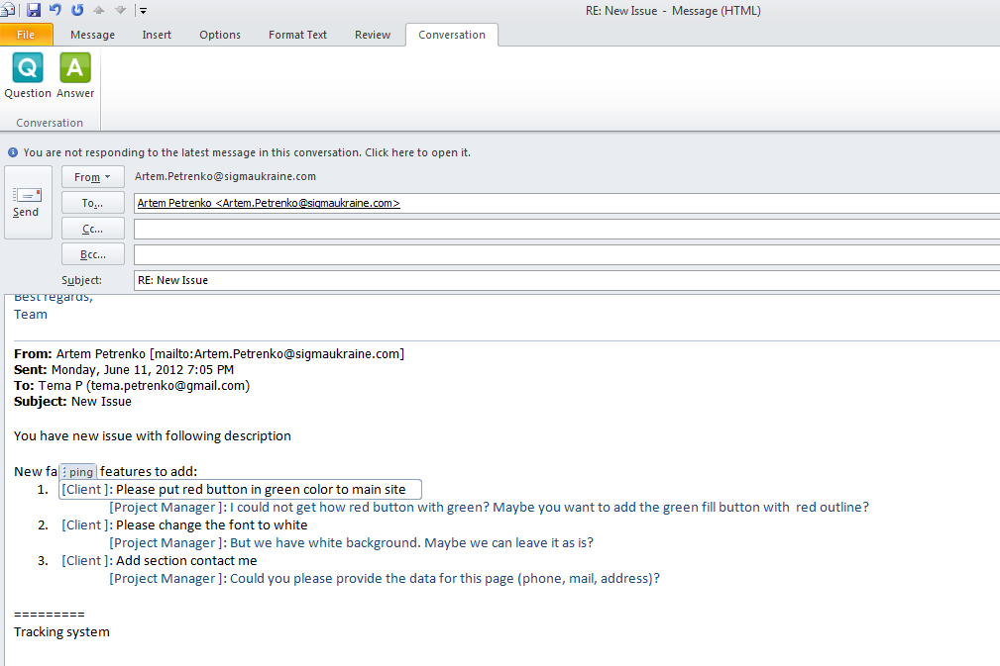 RE: New Issue - Message (HTML)
File Message Insert Options Format Text Review Conversation
Q A
Question Answer
Conversation
You are not responding to the latest message in this conversation. Click here to open it.
From Artem.Petrenko@sigmaukraine.com
To... Artem Petrenko <Artem.Petrenko@sigmaukraine.com>
Send
Cc...
Bcc...
Subject: RE: New Issue
Best regards,
Team
From: Artem Petrenko [mailto:Artem.Petrenko@sigmaukraine.com]
Sent: Monday, June 11, 2012 7:05 PM
To: Tema P (tema.petrenko@gmail.com)
Subject: New Issue
You have new issue with following description
New fa ping features to add:
1. [Client ]: Please put red button in green color to main site
[Project Manager ]: I could not get how red button with green? Maybe you want to add the green fill button with red outline?
2. [Client ]: Please change the font to white
[Project Manager ]: But we have white background. Maybe we can leave it as is?
3. [Client ]: Add section contact me
[Project Manager ]: Could you please provide the data for this page (phone, mail, address)?
=========
Tracking system